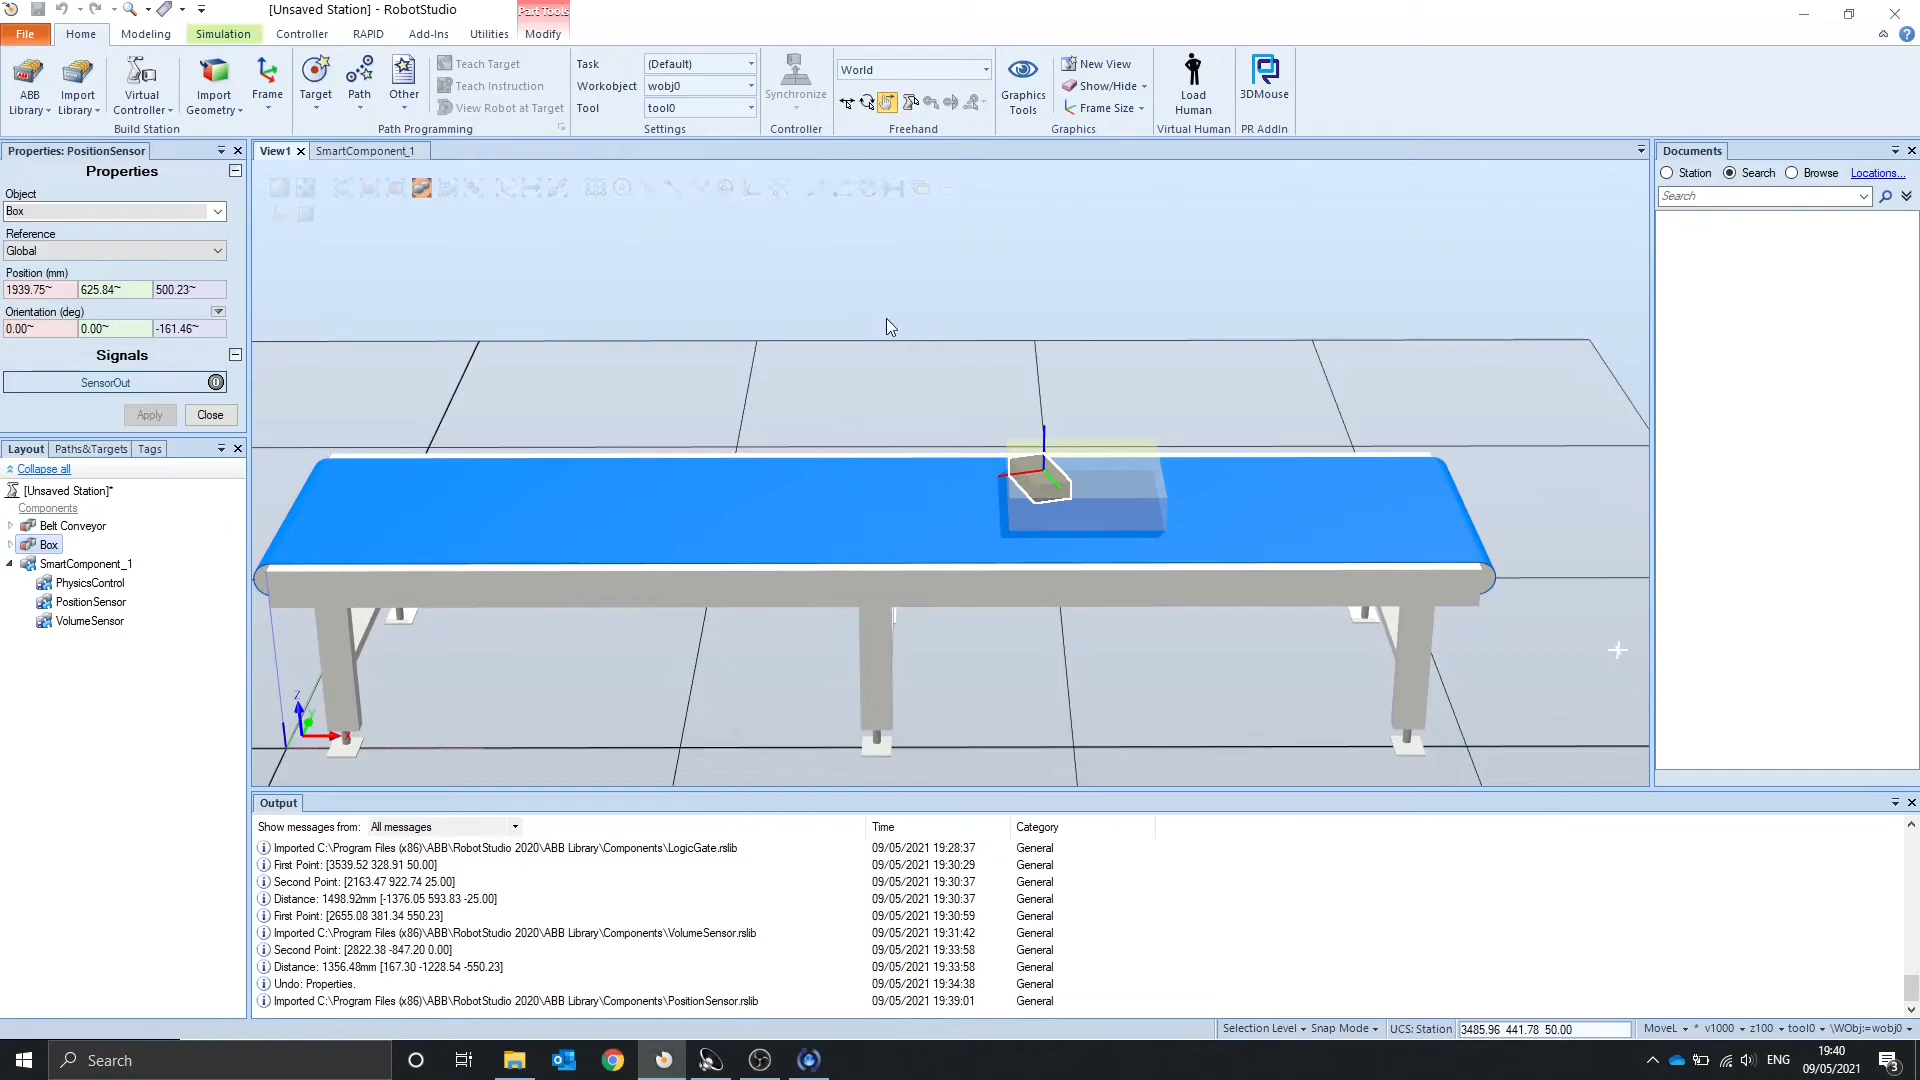 [Unsaved Station] - RobotStudio
Part Tools
File
Home
Modeling
Simulation
Controller
RAPID
Add-Ins
Utilities
Modify
ABB Library
Import Library
Virtual Controller
Import Geometry
Frame
Build Station
Target
Path
Other
Teach Target
Teach Instruction
View Robot at Target
Path Programming
Task
(Default)
Workobject
wobj0
Tool
tool0
Settings
Synchronize
Controller
World
Freehand
Graphics Tools
New View
Show/Hide
Frame Size
Graphics
Load Human
Virtual Human
3DMouse
PR AddIn
Properties: PositionSensor
Properties
Object
Box
Reference
Global
Position (mm)
1939.75~ 625.84~ 500.23~
Orientation (deg)
0.00~ 0.00~ -161.46~
Signals
SensorOut
Apply
Close
Layout
Paths&Targets
Tags
Collapse all
[Unsaved Station]*
Components
Belt Conveyor
Box
SmartComponent_1
PhysicsControl
PositionSensor
VolumeSensor
View1
SmartComponent_1
Z
Y
X
Documents
Station
Search
Browse
Locations...
Search
Output
Show messages from: All messages
Time
Category
Imported C:\Program Files (x86)\ABB\RobotStudio 2020\ABB Library\Components\LogicGate.rslib 09/05/2021 19:28:37 General
First Point: [3539.52 328.91 50.00] 09/05/2021 19:30:29 General
Second Point: [2163.47 922.74 25.00] 09/05/2021 19:30:37 General
Distance: 1498.92mm [-1376.05 593.83 -25.00] 09/05/2021 19:30:37 General
First Point: [2655.08 381.34 550.23] 09/05/2021 19:30:59 General
Imported C:\Program Files (x86)\ABB\RobotStudio 2020\ABB Library\Components\VolumeSensor.rslib 09/05/2021 19:31:42 General
Second Point: [2822.38 -847.20 0.00] 09/05/2021 19:33:58 General
Distance: 1356.48mm [167.30 -1228.54 -550.23] 09/05/2021 19:33:58 General
Undo: Properties. 09/05/2021 19:34:38 General
Imported C:\Program Files (x86)\ABB\RobotStudio 2020\ABB Library\Components\PositionSensor.rslib 09/05/2021 19:39:01 General
Selection Level Snap Mode UCS: Station 3485.96 441.78 50.00 MoveL * v1000 z100 tool0 \WObj:=wobj0
Search
ENG
19:40
09/05/2021
3